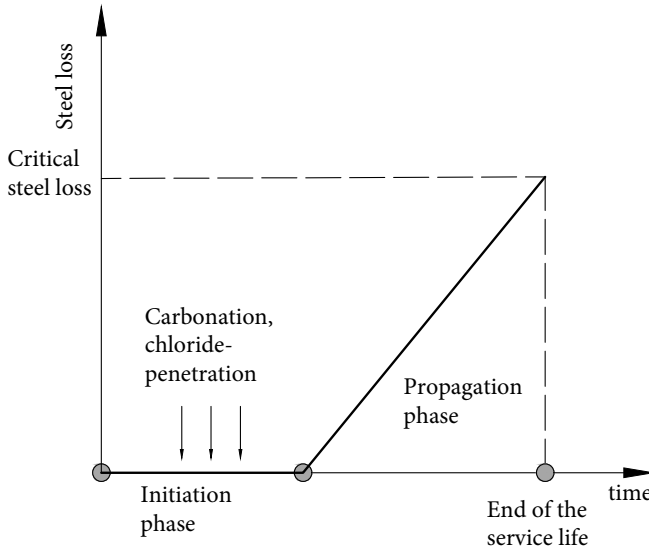 Steel loss
Critical
steel loss
Carbonation,
chloride-
penetration
Propagation
phase
Initiation
phase
time
End of the
service life